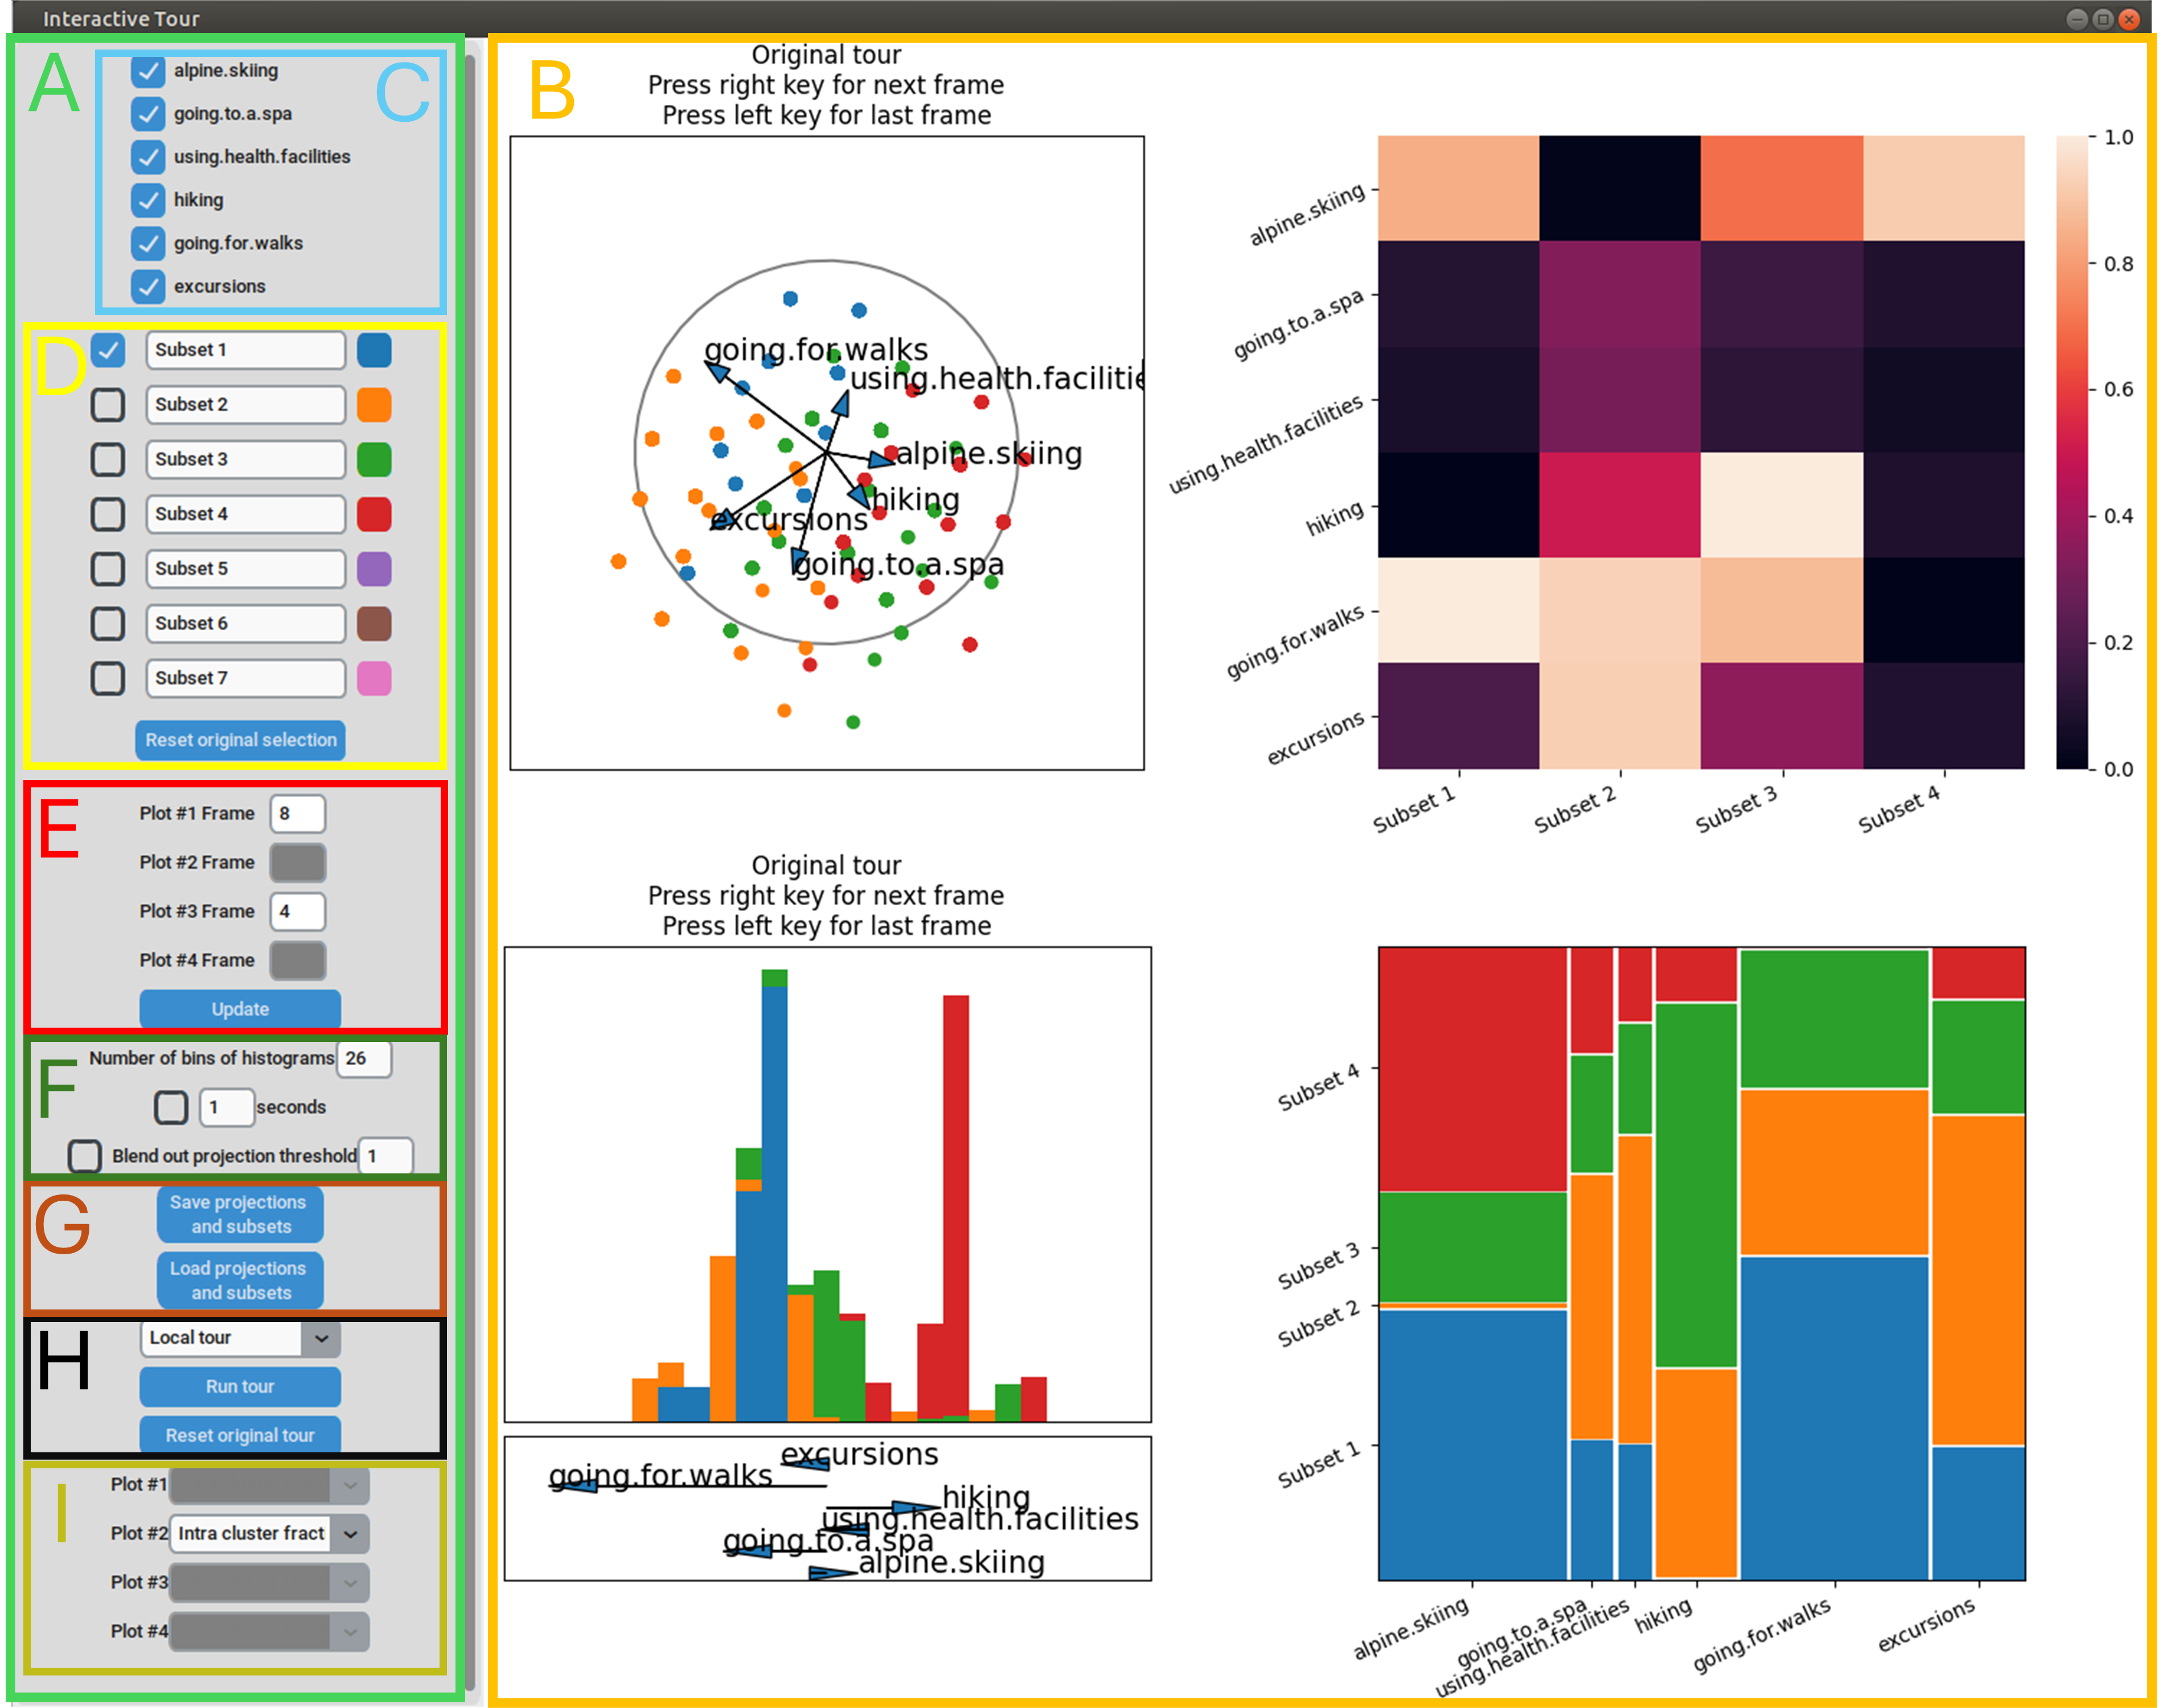 Interactive Tour
A
C
alpine.skiing
going.to.a.spa
using.health.facilities
hiking
going.for.walks
excursions
D
Subset 1
Subset 2
Subset 3
Subset 4
Subset 5
Subset 6
Subset 7
Reset original selection
E
Plot #1 Frame 8
Plot #2 Frame
Plot #3 Frame 4
Plot #4 Frame
Update
F
Number of bins of histograms 26
1 seconds
Blend out projection threshold 1
G
Save projections
and subsets
Load projections
and subsets
H
Local tour
Run tour
Reset original tour
I
Plot #1
Plot #2 Intra cluster fract
Plot #3
Plot #4
B
Original tour
Press right key for next frame
Press left key for last frame
going.for.walks
using.health.facilitie
alpine.skiing
hiking
excursions
going.to.a.spa
alpine.skiing
going.to.a.spa
using.health.facilities
hiking
going.for.walks
excursions
Subset 1
Subset 2
Subset 3
Subset 4
1.0
0.8
0.6
0.4
0.2
0.0
Original tour
Press right key for next frame
Press left key for last frame
excursions
going.for.walks
hiking
using.health.facilities
going.to.a.spa
alpine.skiing
Subset 4
Subset 3
Subset 2
Subset 1
alpine.skiing
going.to.a.spa
using.health.facilities
hiking
going.for.walks
excursions